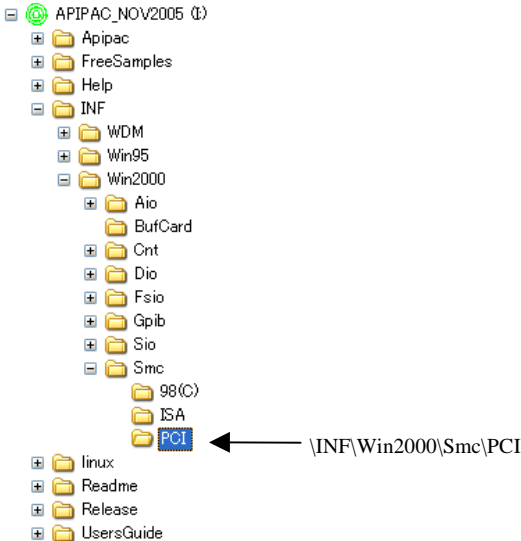 APIPAC_NOV2005 (I:)
Apipac
FreeSamples
Help
INF
WDM
Win95
Win2000
Aio
BufCard
Cnt
Dio
Fsio
Gpib
Sio
Smc
98(C)
ISA
PCI
\INF\Win2000\Smc\PCI
linux
Readme
Release
UsersGuide